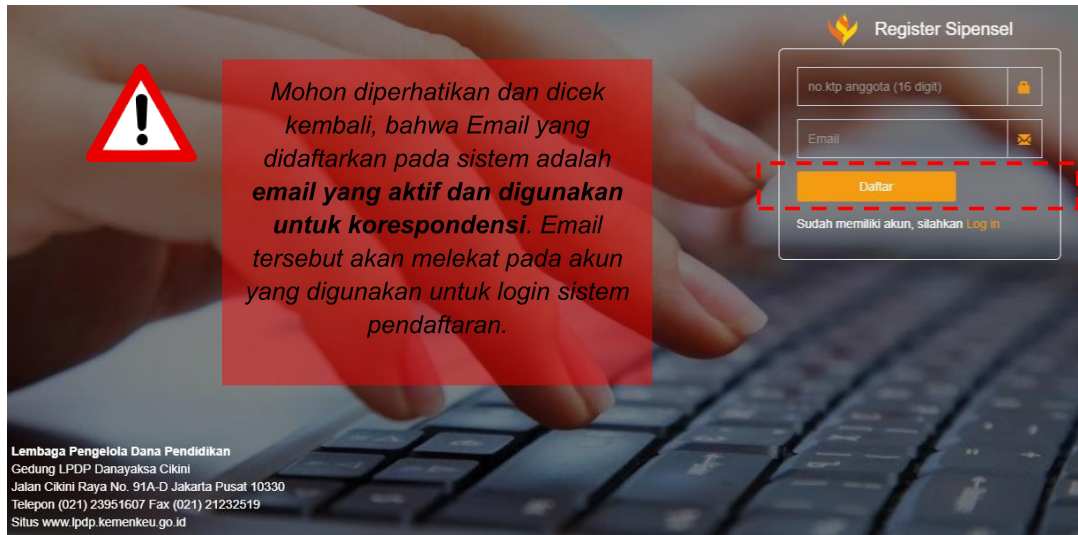 Register Sipensel
no.ktp anggota (16 digit)
Email
Daftar
Sudah memiliki akun, silahkan Log in
Mohon diperhatikan dan dicek
kembali, bahwa Email yang
didaftarkan pada sistem adalah
email yang aktif dan digunakan
untuk korespondensi. Email
tersebut akan melekat pada akun
yang digunakan untuk login sistem
pendaftaran.
Lembaga Pengelola Dana Pendidikan
Gedung LPDP Danayaksa Cikini
Jalan Cikini Raya No. 91A-D Jakarta Pusat 10330
Telepon (021) 23951607 Fax (021) 21232519
Situs www.lpdp.kemenkeu.go.id